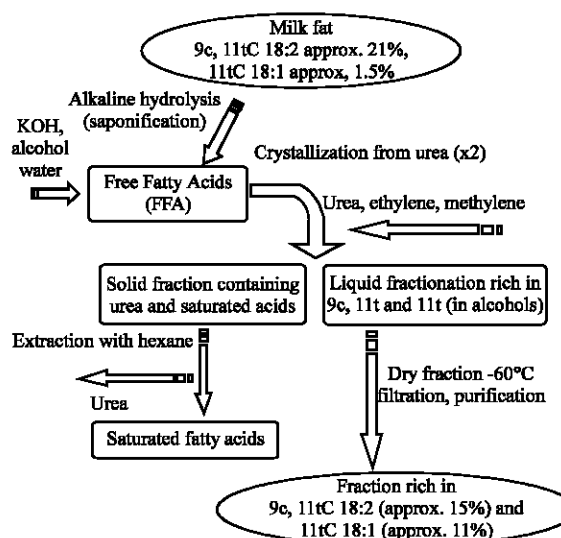 Milk fat
9c, 11tC 18:2 approx. 21%,
11tC 18:1 approx, 1.5%
Alkaline hydrolysis
(saponification)
KOH,
alcohol
water
Crystallization from urea (x2)
Free Fatty Acids
(FFA)
Urea, ethylene, methylene
Solid fraction containing
urea and saturated acids
Liquid fractionation rich in
9c, 11t and 11t (in alcohols)
Extraction with hexane
Urea
Dry fraction -60°C
filtration, purification
Saturated fatty acids
Fraction rich in
9c, 11tC 18:2 (approx. 15%) and
11tC 18:1 (approx. 11%)